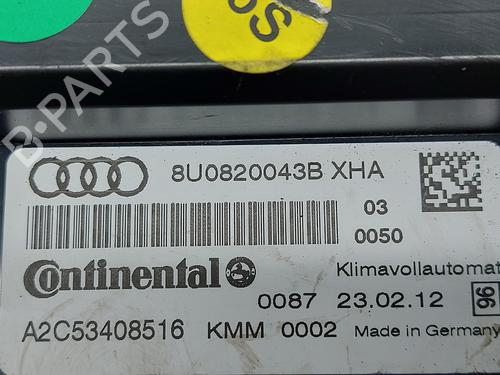 8U0820043B XHA
03
0050
Continental
Klimavollautomat
0087 23.02.12 96
A2C53408516 KMM 0002 Made in Germany
B-PARTS